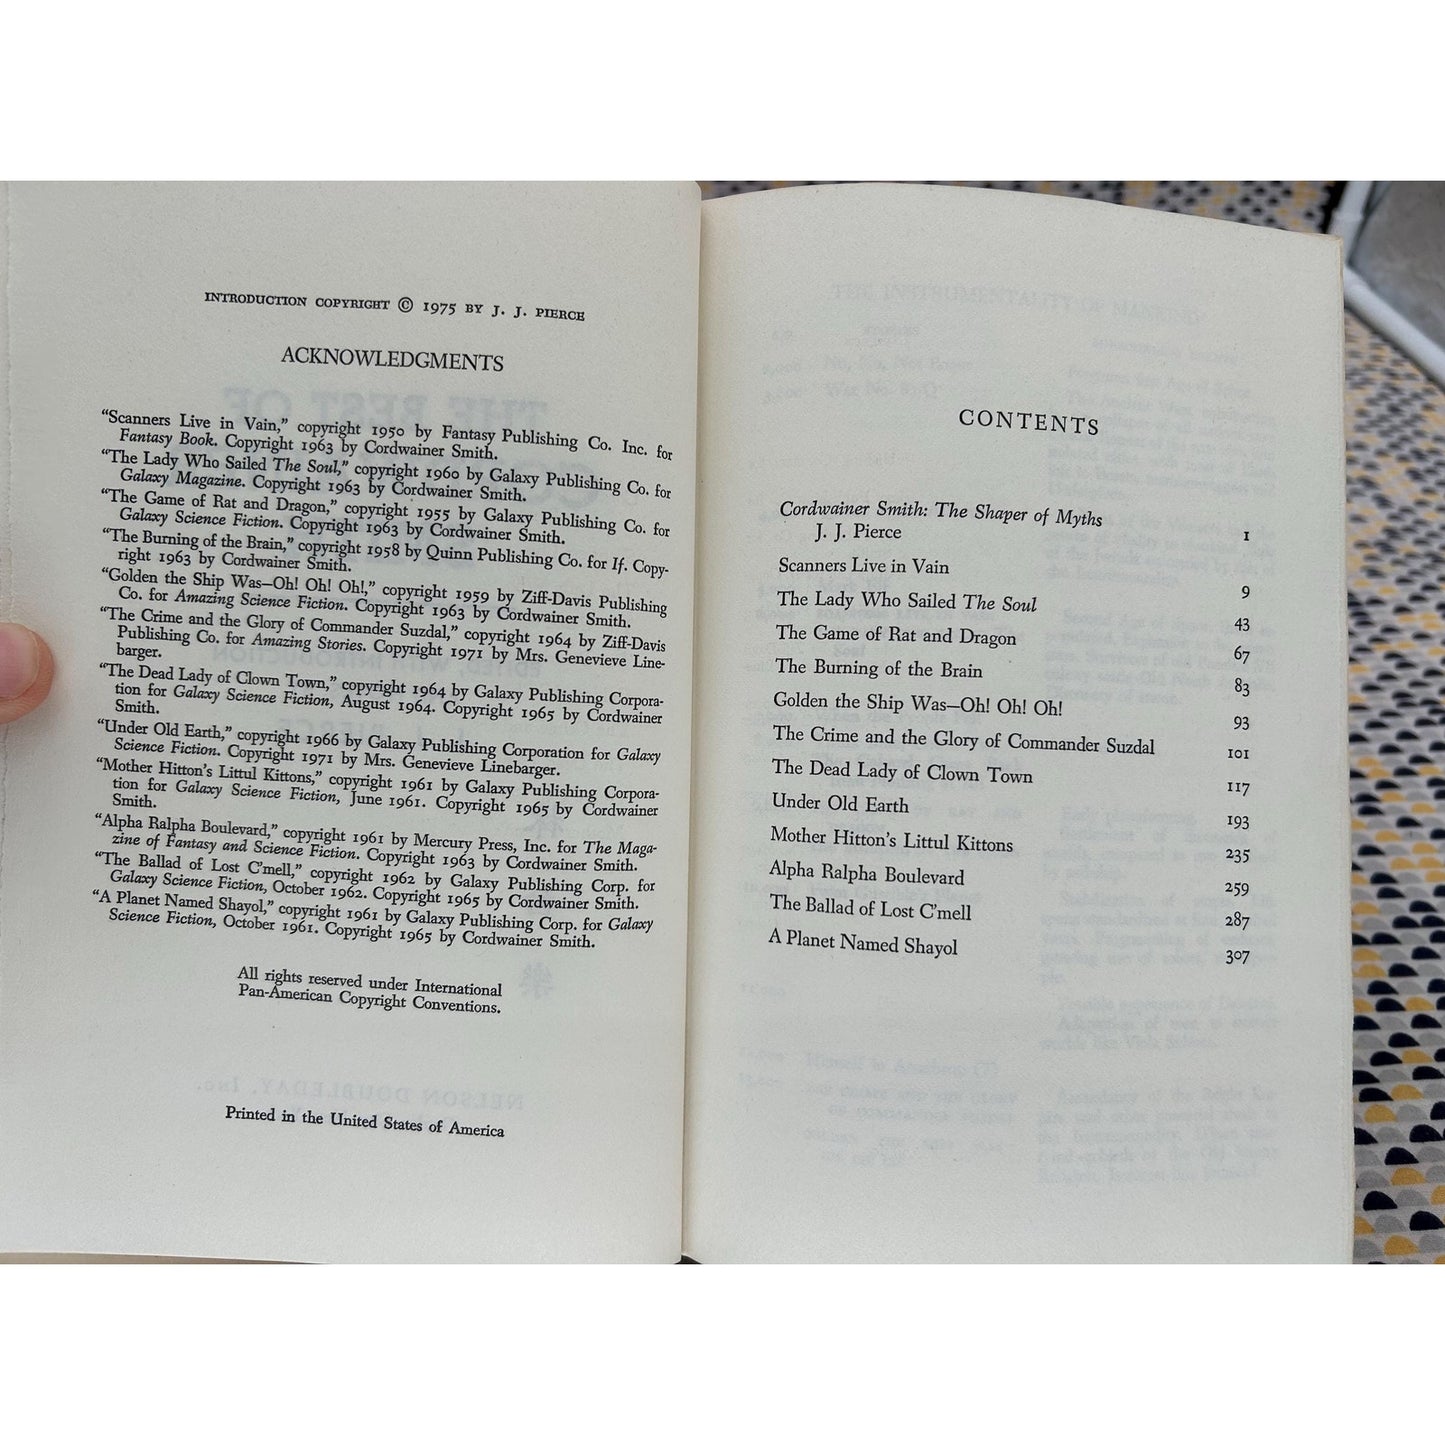 INTRODUCTION COPYRIGHT © 1975 BY J. J. PIERCE
ACKNOWLEDGMENTS
“Scanners Live in Vain,” copyright 1950 by Fantasy Publishing Co. Inc. for
Fantasy Book. Copyright 1963 by Cordwainer Smith.
“The Lady Who Sailed The Soul,” copyright 1960 by Galaxy Publishing Co. for
Galaxy Magazine. Copyright 1963 by Cordwainer Smith.
“The Game of Rat and Dragon,” copyright 1955 by Galaxy Publishing Co. for
Galaxy Science Fiction. Copyright 1963 by Cordwainer Smith.
“The Burning of the Brain,” copyright 1958 by Quinn Publishing Co. for If. Copy-
right 1963 by Cordwainer Smith.
“Golden the Ship Was—Oh! Oh! Oh!,” copyright 1959 by Ziff-Davis Publishing
Co. for Amazing Science Fiction. Copyright 1963 by Cordwainer Smith.
“The Crime and the Glory of Commander Suzdal,” copyright 1964 by Ziff-Davis
Publishing Co. for Amazing Stories. Copyright 1971 by Mrs. Genevieve Line-
barger.
“The Dead Lady of Clown Town,” copyright 1964 by Galaxy Publishing Corpora-
tion for Galaxy Science Fiction, August 1964. Copyright 1965 by Cordwainer
Smith.
“Under Old Earth,” copyright 1966 by Galaxy Publishing Corporation for Galaxy
Science Fiction. Copyright 1971 by Mrs. Genevieve Linebarger.
“Mother Hitton’s Littul Kittons,” copyright 1961 by Galaxy Publishing Corpora-
tion for Galaxy Science Fiction, June 1961. Copyright 1965 by Cordwainer
Smith.
“Alpha Ralpha Boulevard,” copyright 1961 by Mercury Press, Inc. for The Maga-
zine of Fantasy and Science Fiction. Copyright 1963 by Cordwainer Smith.
“The Ballad of Lost C’mell,” copyright 1962 by Galaxy Publishing Corp. for
Galaxy Science Fiction, October 1962. Copyright 1965 by Cordwainer Smith.
“A Planet Named Shayol,” copyright 1961 by Galaxy Publishing Corp. for Galaxy
Science Fiction, October 1961. Copyright 1965 by Cordwainer Smith.
All rights reserved under International
Pan-American Copyright Conventions.
Printed in the United States of America
CONTENTS
Cordwainer Smith: The Shaper of Myths
J. J. Pierce 1
Scanners Live in Vain 9
The Lady Who Sailed The Soul 43
The Game of Rat and Dragon 67
The Burning of the Brain 83
Golden the Ship Was—Oh! Oh! Oh! 93
The Crime and the Glory of Commander Suzdal 101
The Dead Lady of Clown Town 117
Under Old Earth 193
Mother Hitton’s Littul Kittons 235
Alpha Ralpha Boulevard 259
The Ballad of Lost C’mell 287
A Planet Named Shayol 307